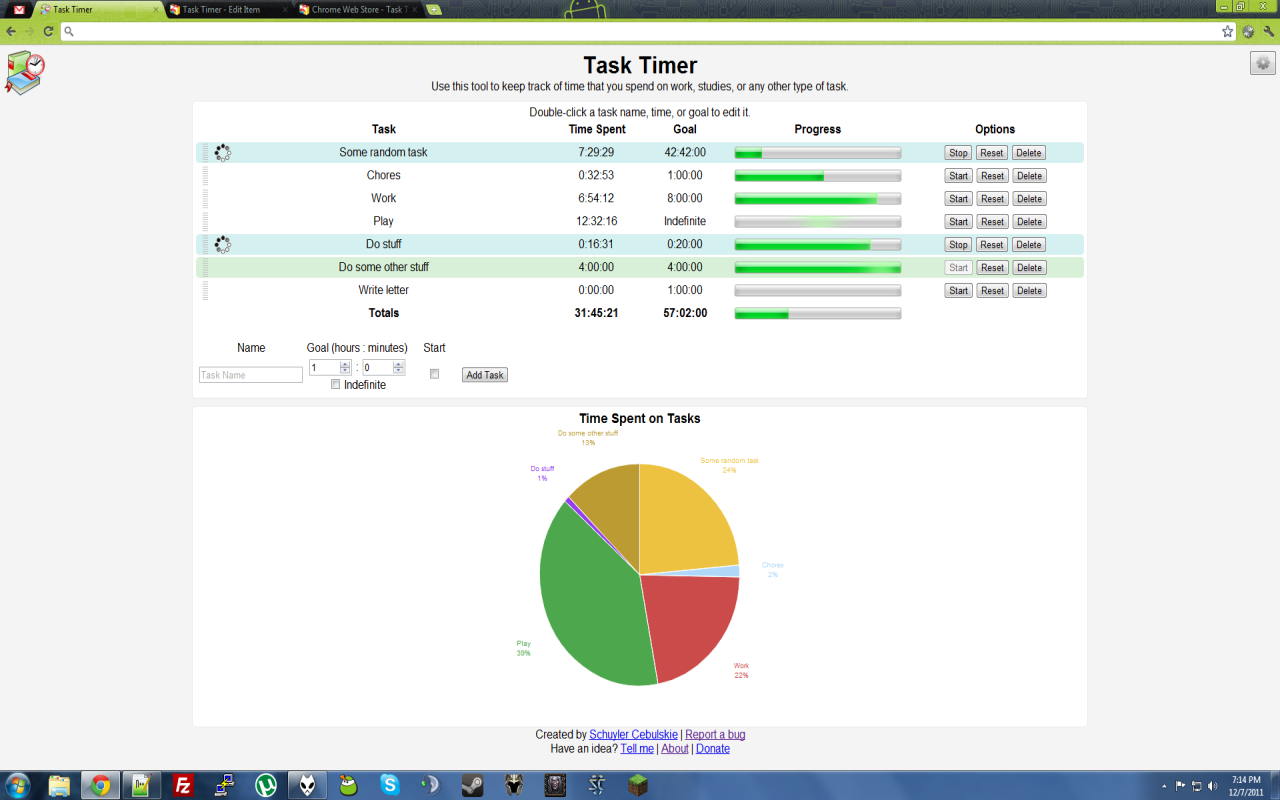 Task Timer
Task Timer - Edit Item
Chrome Web Store - Task T
Task Timer
Use this tool to keep track of time that you spend on work, studies, or any other type of task.
Double-click a task name, time, or goal to edit it.
Task Time Spent Goal Progress Options
Some random task 7:29:29 42:42:00 Stop Reset Delete
Chores 0:32:53 1:00:00 Start Reset Delete
Work 6:54:12 8:00:00 Start Reset Delete
Play 12:32:16 Indefinite Start Reset Delete
Do stuff 0:16:31 0:20:00 Stop Reset Delete
Do some other stuff 4:00:00 4:00:00 Start Reset Delete
Write letter 0:00:00 1:00:00 Start Reset Delete
Totals 31:45:21 57:02:00
Name Goal (hours : minutes) Start
Task Name 1 : 0 Add Task
Indefinite
Time Spent on Tasks
Do some other stuff
13%
Some random task
24%
Do stuff
1%
Chores
2%
Play
39%
Work
22%
Created by Schuyler Cebulskie | Report a bug
Have an idea? Tell me | About | Donate
7:14 PM
12/7/2011